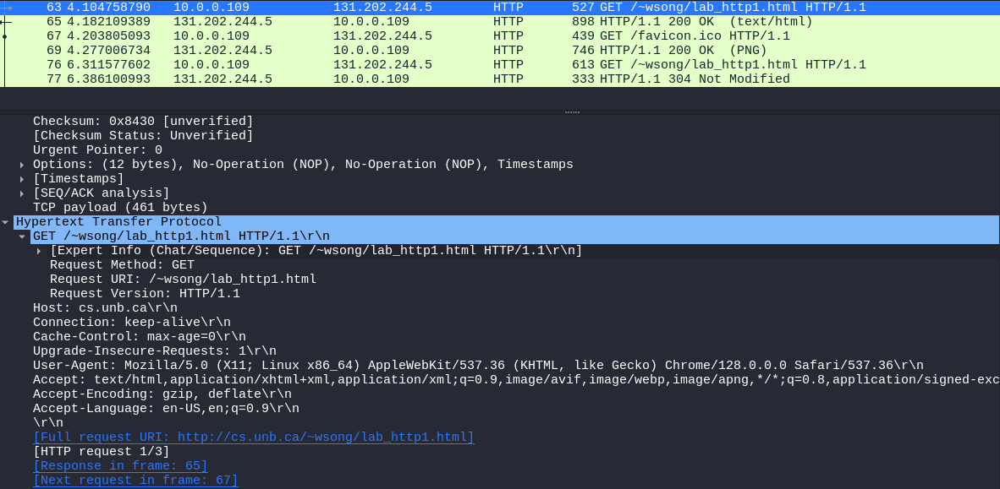 63 4.104758790 10.0.0.109 131.202.244.5 HTTP 527 GET /~wsong/lab_http1.html HTTP/1.1
65 4.182109389 131.202.244.5 10.0.0.109 HTTP 898 HTTP/1.1 200 OK (text/html)
67 4.203805093 10.0.0.109 131.202.244.5 HTTP 439 GET /favicon.ico HTTP/1.1
69 4.277006734 131.202.244.5 10.0.0.109 HTTP 746 HTTP/1.1 200 OK (PNG)
76 6.311577602 10.0.0.109 131.202.244.5 HTTP 613 GET /~wsong/lab_http1.html HTTP/1.1
77 6.386100993 131.202.244.5 10.0.0.109 HTTP 333 HTTP/1.1 304 Not Modified
Checksum: 0x8430 [unverified]
[Checksum Status: Unverified]
Urgent Pointer: 0
Options: (12 bytes), No-Operation (NOP), No-Operation (NOP), Timestamps
[Timestamps]
[SEQ/ACK analysis]
TCP payload (461 bytes)
Hypertext Transfer Protocol
GET /~wsong/lab_http1.html HTTP/1.1\r\n
[Expert Info (Chat/Sequence): GET /~wsong/lab_http1.html HTTP/1.1\r\n]
Request Method: GET
Request URI: /~wsong/lab_http1.html
Request Version: HTTP/1.1
Host: cs.unb.ca\r\n
Connection: keep-alive\r\n
Cache-Control: max-age=0\r\n
Upgrade-Insecure-Requests: 1\r\n
User-Agent: Mozilla/5.0 (X11; Linux x86_64) AppleWebKit/537.36 (KHTML, like Gecko) Chrome/128.0.0.0 Safari/537.36\r\n
Accept: text/html,application/xhtml+xml,application/xml;q=0.9,image/avif,image/webp,image/apng,*/*;q=0.8,application/signed-exc
Accept-Encoding: gzip, deflate\r\n
Accept-Language: en-US,en;q=0.9\r\n
\r\n
[Full request URI: http://cs.unb.ca/~wsong/lab_http1.html]
[HTTP request 1/3]
[Response in frame: 65]
[Next request in frame: 67]